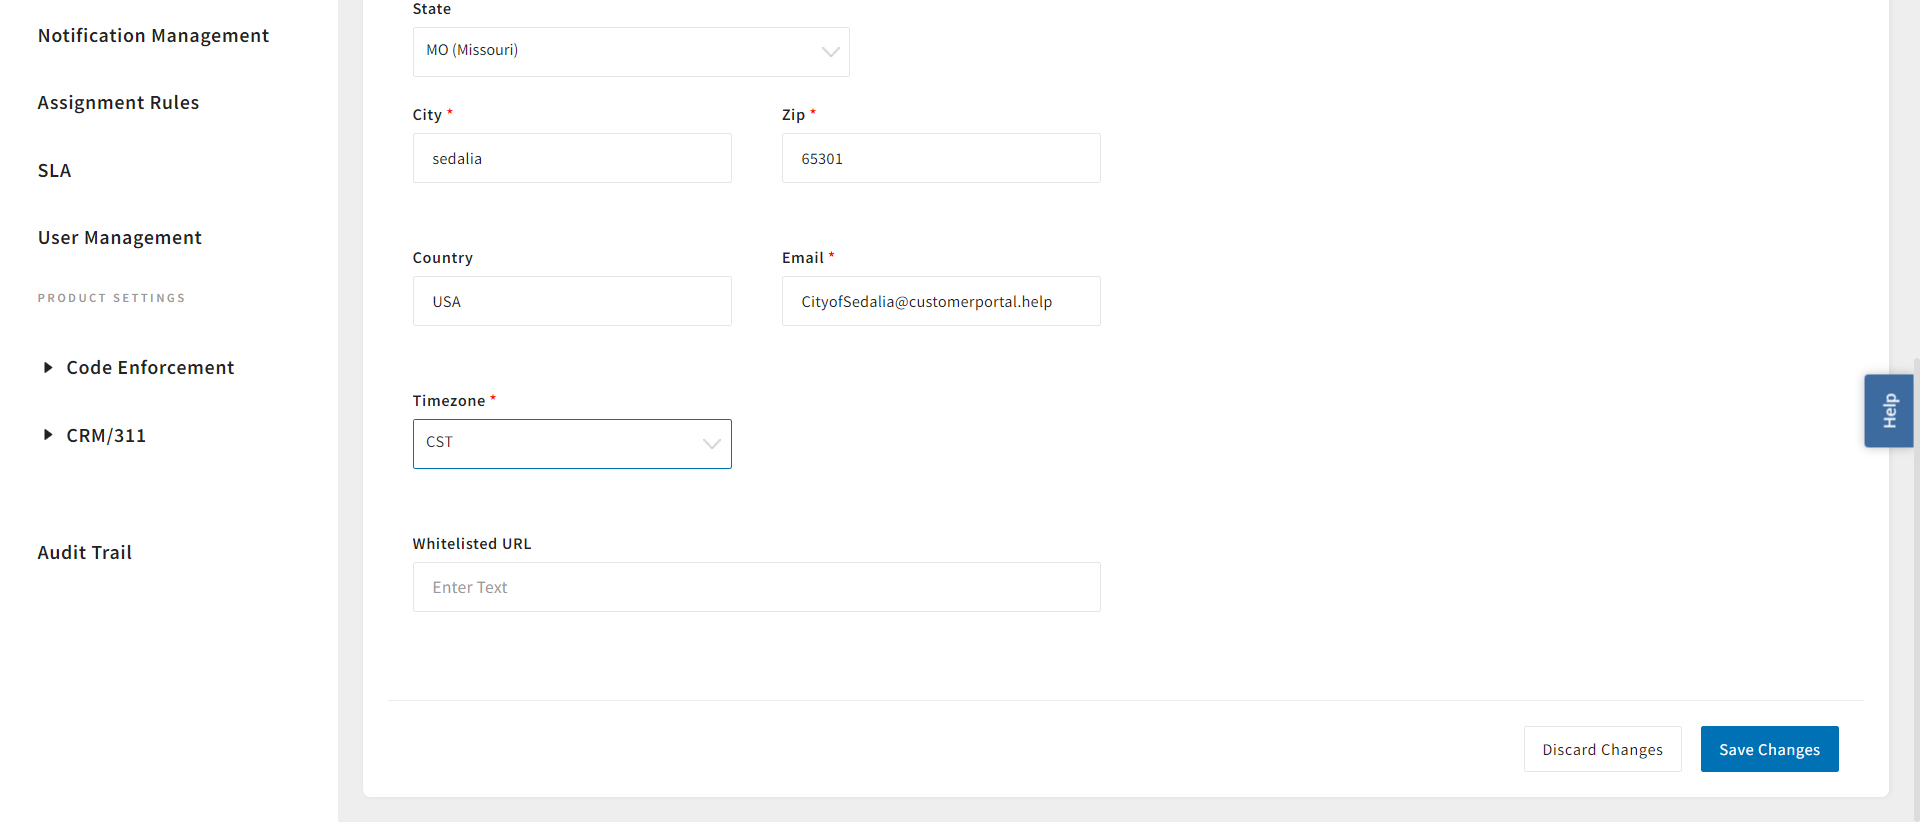 Notification Management
Assignment Rules
SLA
User Management
PRODUCT SETTINGS
Code Enforcement
CRM/311
Audit Trail
State
MO (Missouri)
City *
Zip *
sedalia
65301
Country
Email *
USA
CityofSedalia@customerportal.help
Timezone *
CST
Whitelisted URL
Enter Text
Discard Changes
Save Changes
Help